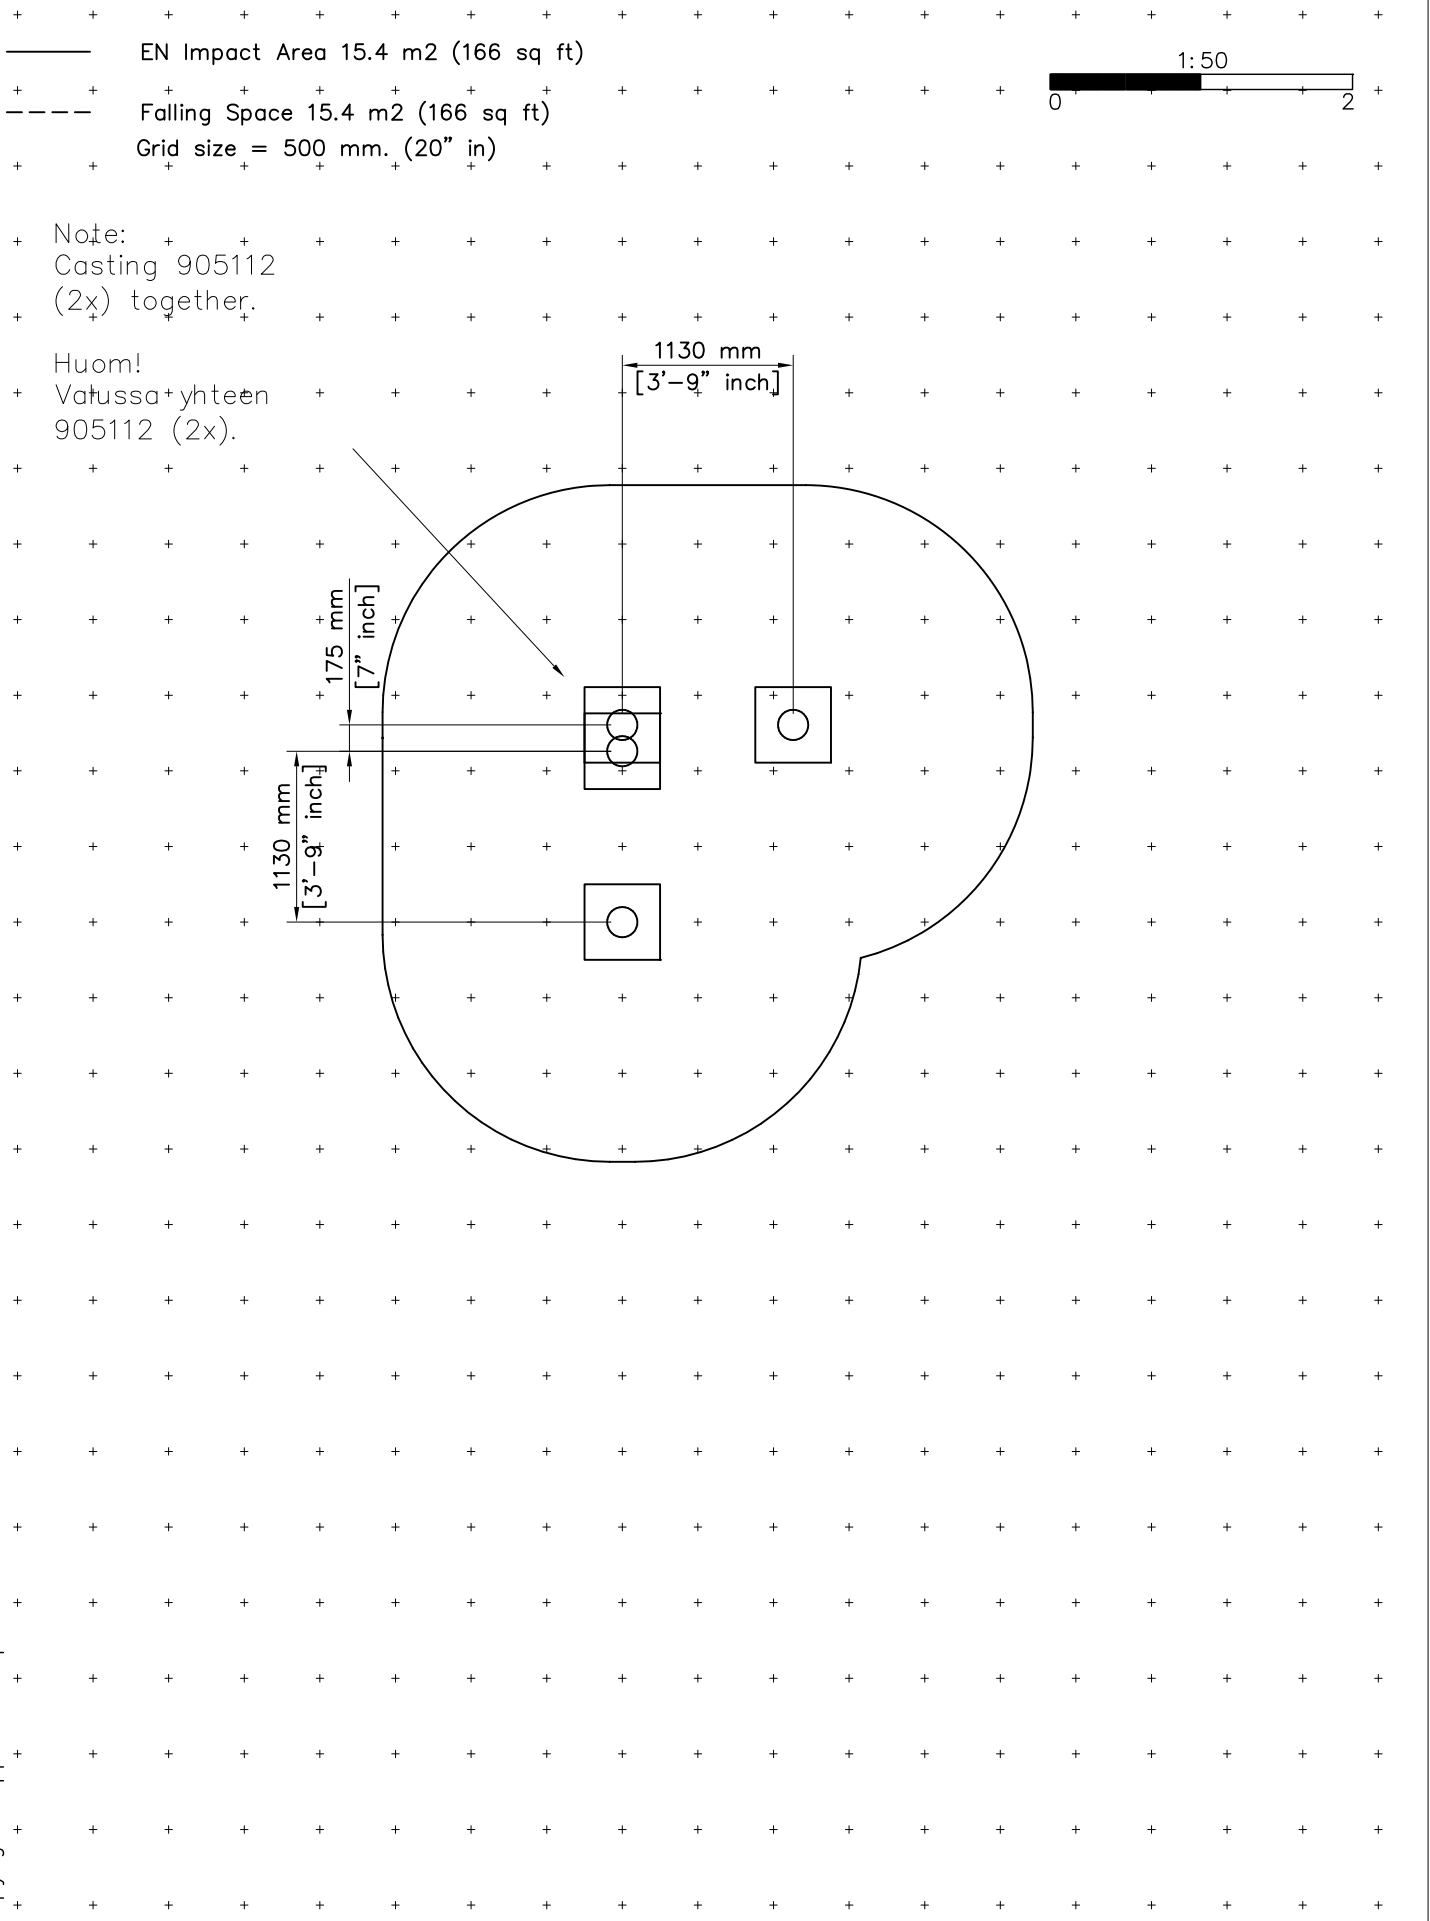 EN Impact Area 15.4 m2 (166 sq ft)
1:50
0
2
Falling Space 15.4 m2 (166 sq ft)
Grid size = 500 mm. (20” in)
Note:
Casting 905112
(2x) together.
Huom!
Valussa yhteen
905112 (2x).
1130 mm
[3'-9” inch]
175 mm
[7” inch]
1130 mm
[3'-9” inch]